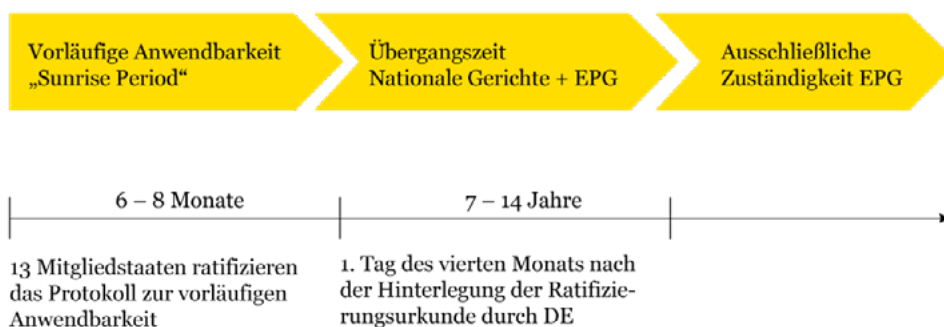 Vorläufige Anwendbarkeit
„Sunrise Period“
Übergangszeit
Nationale Gerichte + EPG
Ausschließliche
Zuständigkeit EPG
6 – 8 Monate
7 – 14 Jahre
13 Mitgliedstaaten ratifizieren
das Protokoll zur vorläufigen
Anwendbarkeit
1. Tag des vierten Monats nach
der Hinterlegung der Ratifizie-
rungsurkunde durch DE